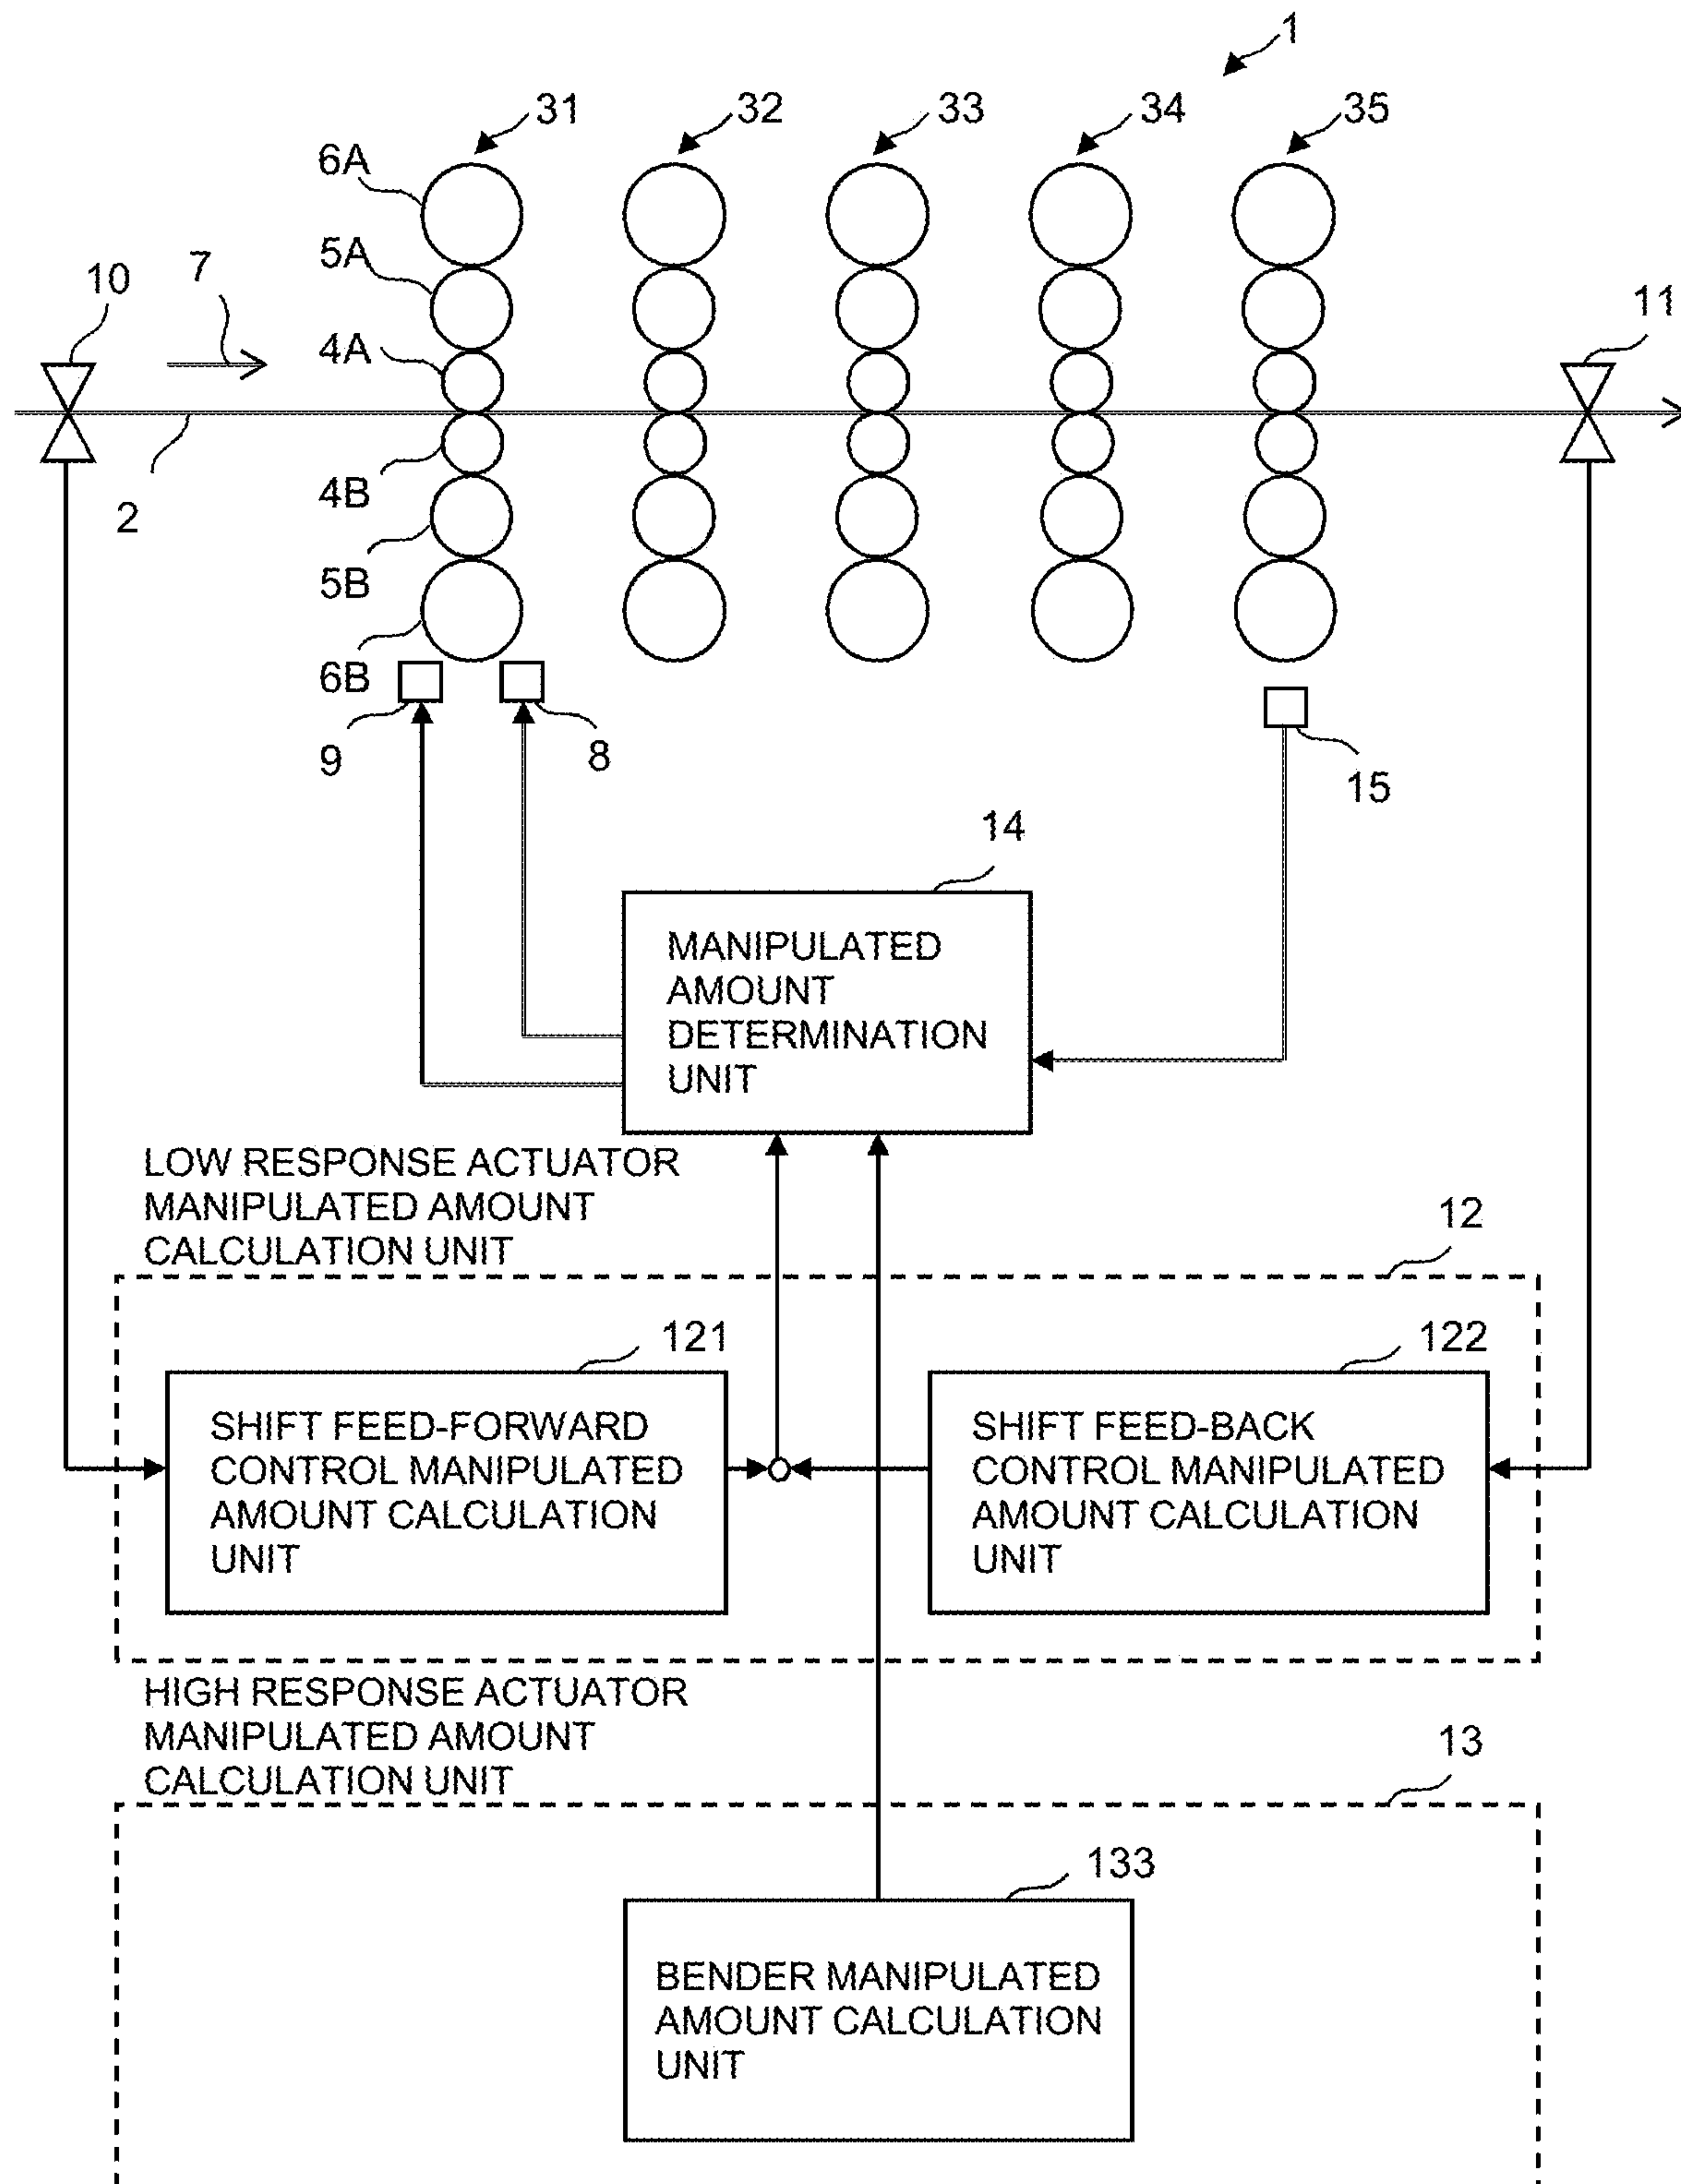 1
31
32
33
34
35
6A
5A
10
7
11
4A
4B
2
5B
6B
9
8
15
14
MANIPULATED
AMOUNT
DETERMINATION
UNIT
LOW RESPONSE ACTUATOR
MANIPULATED AMOUNT
CALCULATION UNIT
12
121
122
SHIFT FEED-FORWARD
CONTROL MANIPULATED
AMOUNT CALCULATION
UNIT
SHIFT FEED-BACK
CONTROL MANIPULATED
AMOUNT CALCULATION
UNIT
HIGH RESPONSE ACTUATOR
MANIPULATED AMOUNT
CALCULATION UNIT
13
133
BENDER MANIPULATED
AMOUNT CALCULATION
UNIT